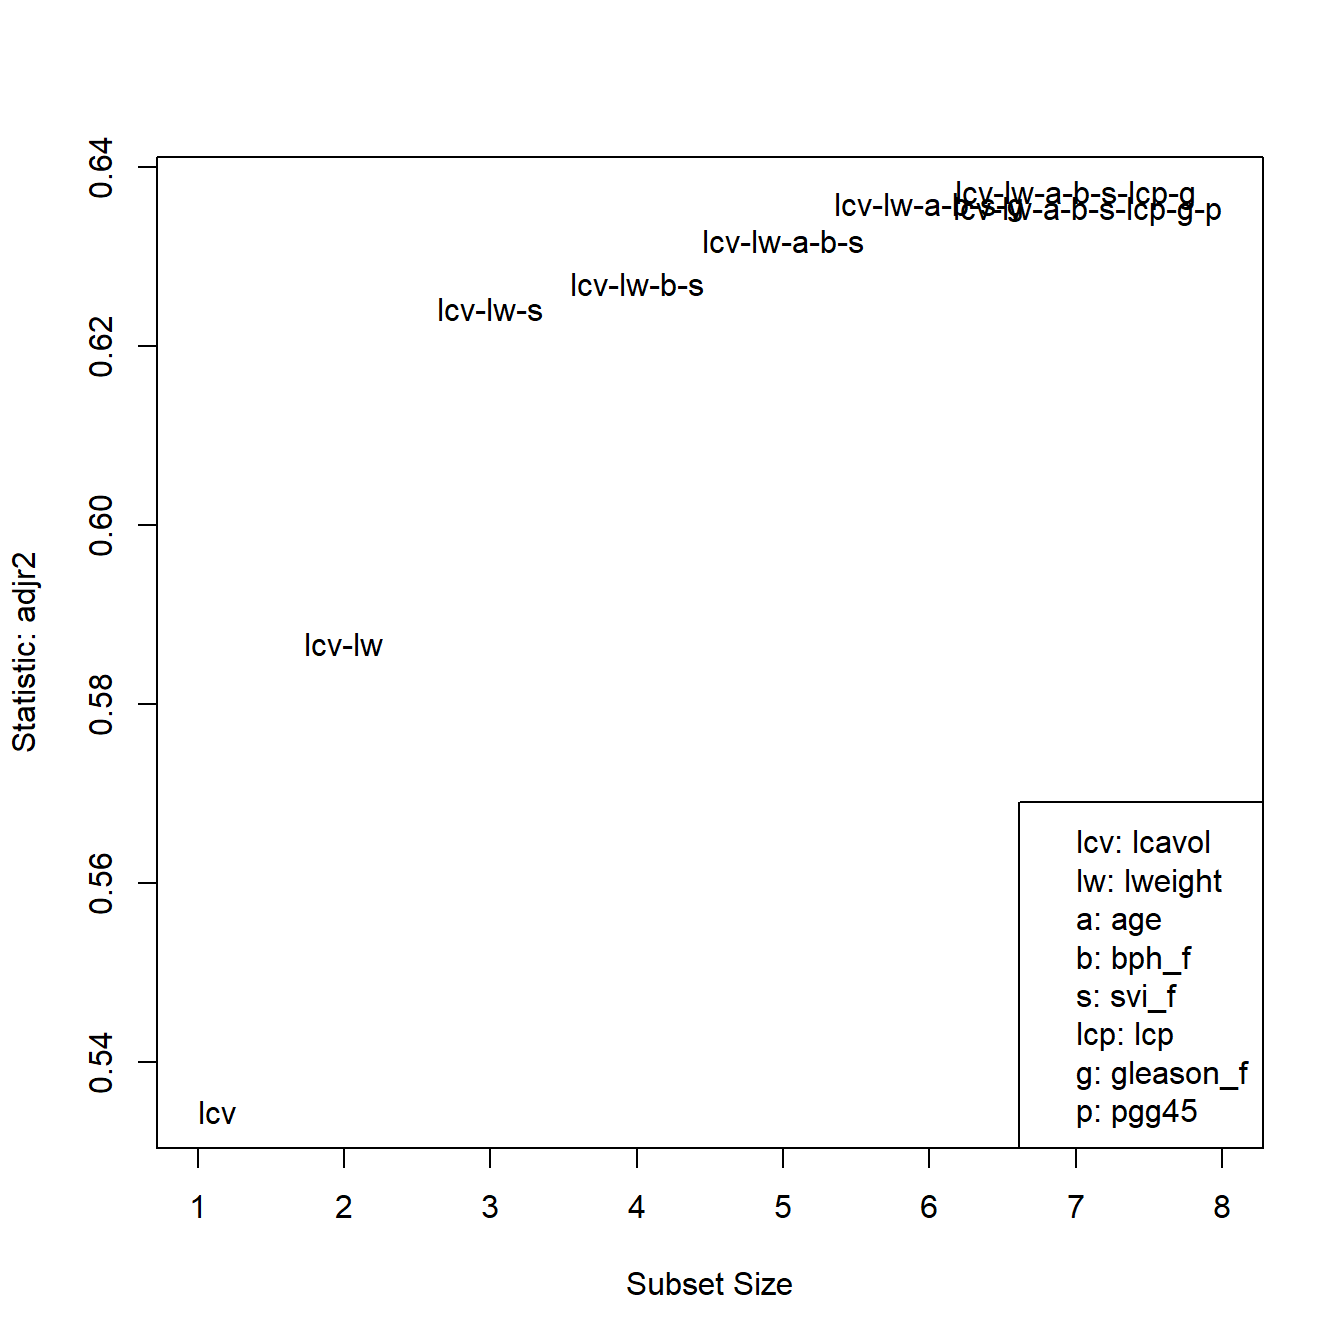 0.64
0.62
0.60
0.58
0.56
0.54
Statistic: adjr2
lcv-lw-a-b-s-lcp-g
lcv-lw-a-b-s-g
lcv-lw-a-b-s-lcp-g-p
lcv-lw-a-b-s
lcv-lw-b-s
lcv-lw-s
lcv-lw
lcv
lcv: lcavol
lw: lweight
a: age
b: bph_f
s: svi_f
lcp: lcp
g: gleason_f
p: pgg45
1 2 3 4 5 6 7 8
Subset Size